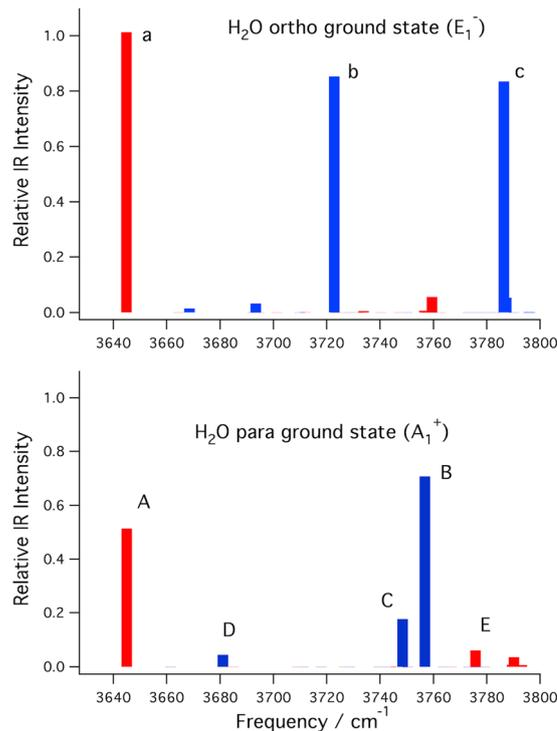 H₂O ortho ground state (E₁⁻)
a
b
c
1.0
0.8
0.6
0.4
0.2
0.0
Relative IR Intensity
3640 3660 3680 3700 3720 3740 3760 3780 3800
H₂O para ground state (A₁⁺)
A
B
C
D
E
1.0
0.8
0.6
0.4
0.2
0.0
Relative IR Intensity
3640 3660 3680 3700 3720 3740 3760 3780 3800
Frequency / cm⁻¹